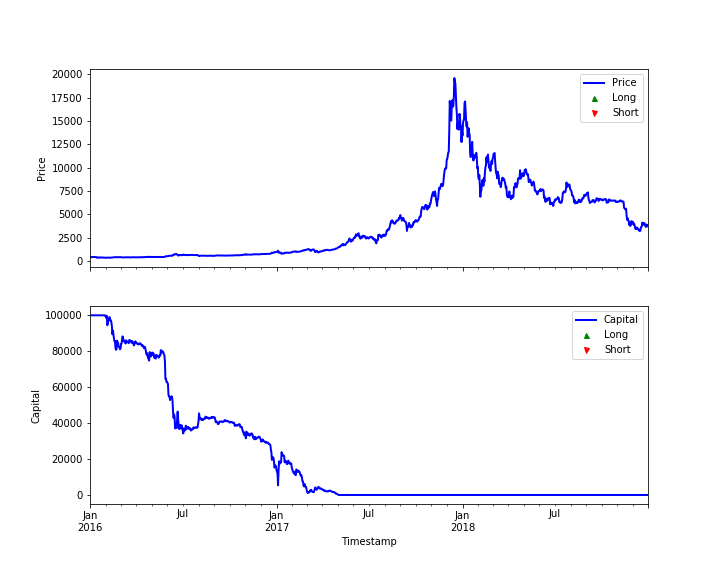 20000
17500
15000
12500
10000
7500
5000
2500
0
Price
Price
Long
Short
100000
80000
60000
40000
20000
0
Capital
Capital
Long
Short
Jan
2016
Jul
Jan
2017
Jul
Jan
2018
Jul
Timestamp